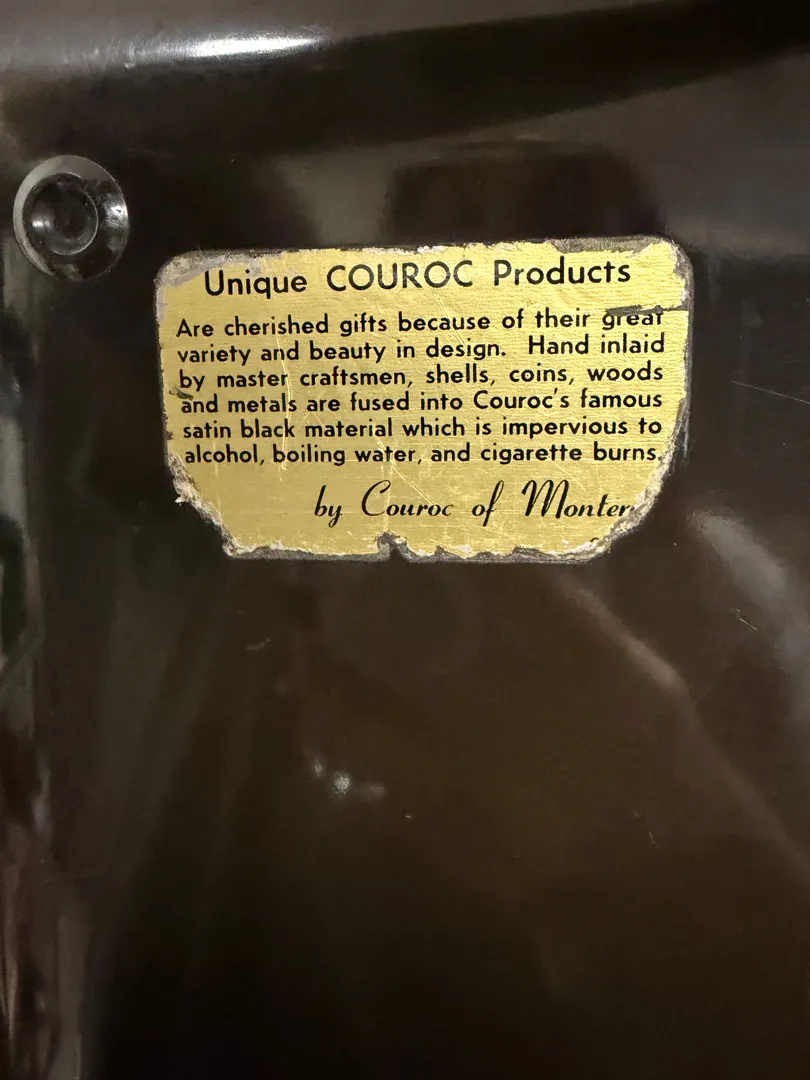 Unique COUROC Products
Are cherished gifts because of their great
variety and beauty in design. Hand inlaid
by master craftsmen, shells, coins, woods
and metals are fused into Couroc's famous
satin black material which is impervious to
alcohol, boiling water, and cigarette burns.
by Couroc of Monter